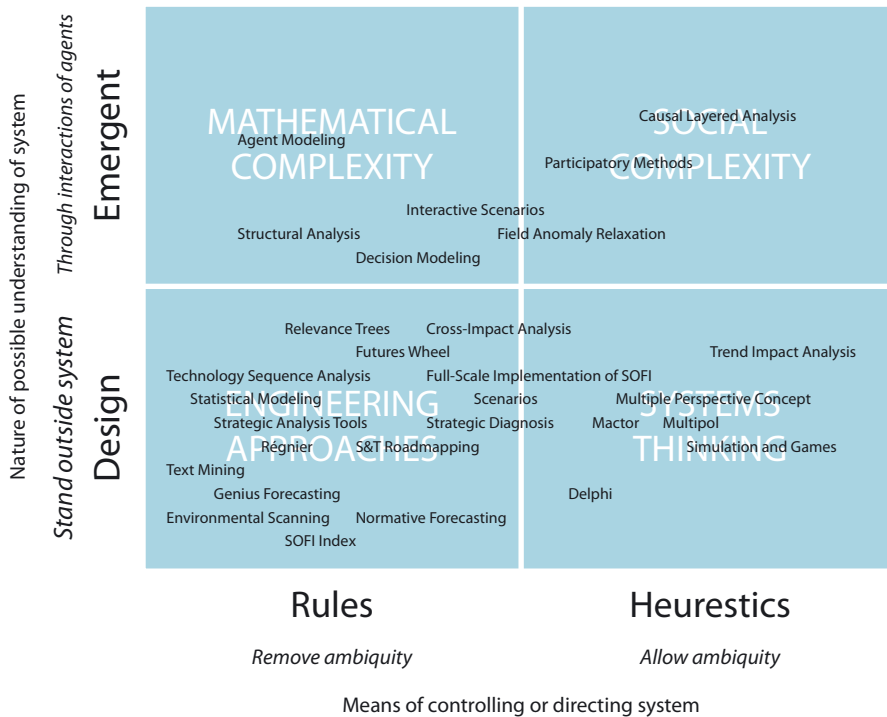 Nature of possible understanding of system
Through interactions of agents
Emergent
MATHEMATICAL
COMPLEXITY
Agent Modeling
SOCIAL
COMPLEXITY
Causal Layered Analysis
Participatory Methods
Interactive Scenarios
Structural Analysis
Field Anomaly Relaxation
Decision Modeling
Stand outside system
Design
ENGINEERING
APPROACHES
SYSTEMS
THINKING
Relevance Trees
Cross-Impact Analysis
Futures Wheel
Trend Impact Analysis
Technology Sequence Analysis
Full-Scale Implementation of SOFI
Statistical Modeling
Scenarios
Multiple Perspective Concept
Strategic Analysis Tools
Strategic Diagnosis
Mactor
Multipol
Régnier
S&T Roadmapping
Simulation and Games
Text Mining
Genius Forecasting
Delphi
Environmental Scanning
Normative Forecasting
SOFI Index
Rules
Heurestics
Remove ambiquity
Allow ambiquity
Means of controlling or directing system